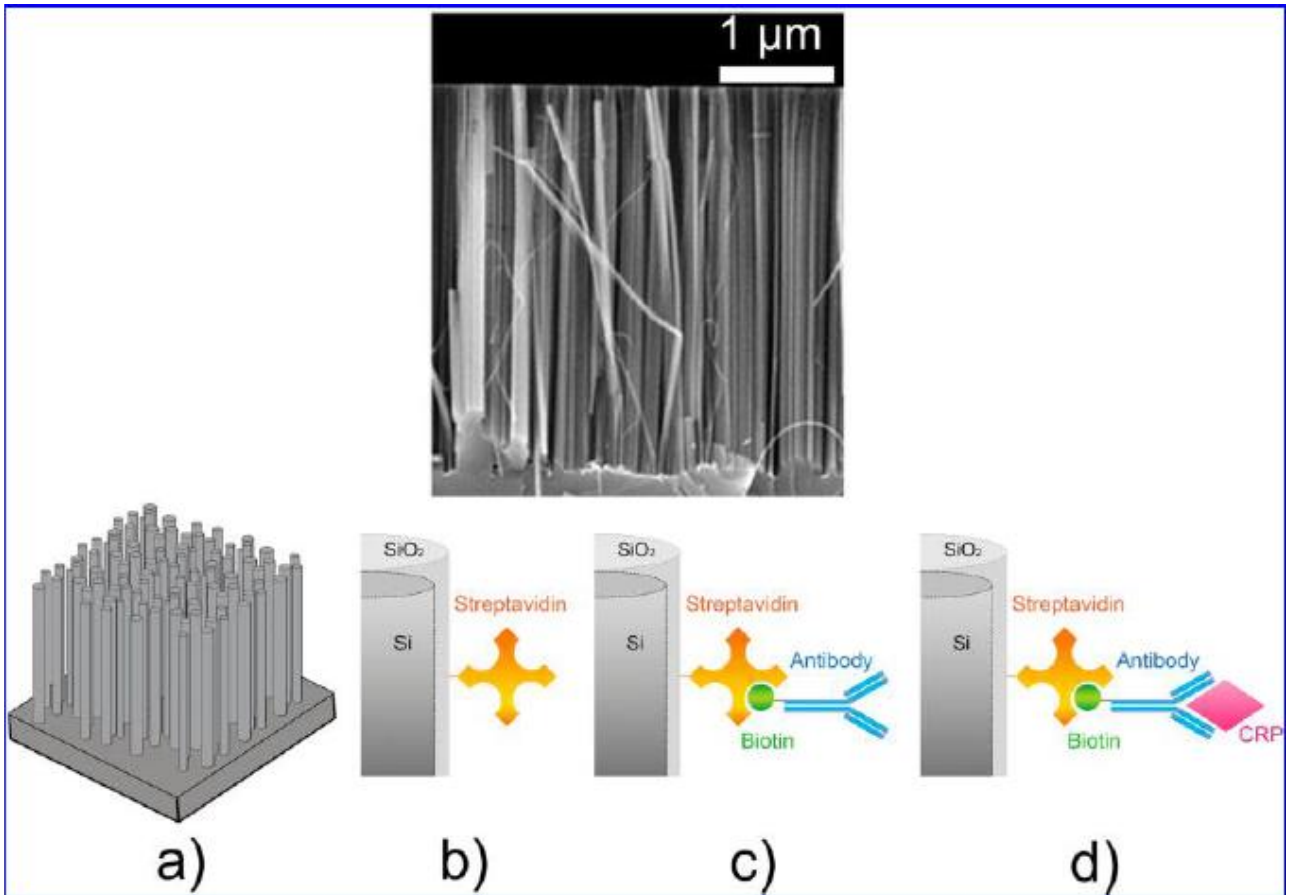 1 μm
SiO₂
Si
Streptavidin
SiO₂
Si
Streptavidin
Antibody
Biotin
SiO₂
Si
Streptavidin
Antibody
Biotin
CRP
a)
b)
c)
d)